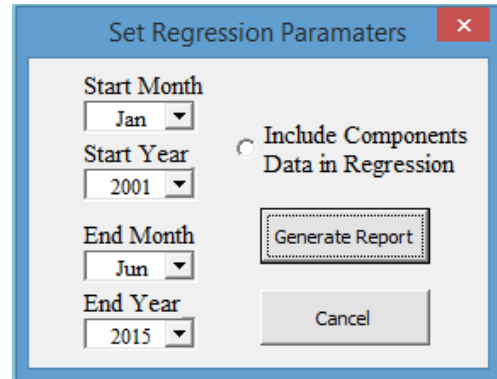 Set Regression Paramaters
Start Month
Jan
Start Year
2001
End Month
Jun
End Year
2015
Include Components
Data in Regression
Generate Report
Cancel